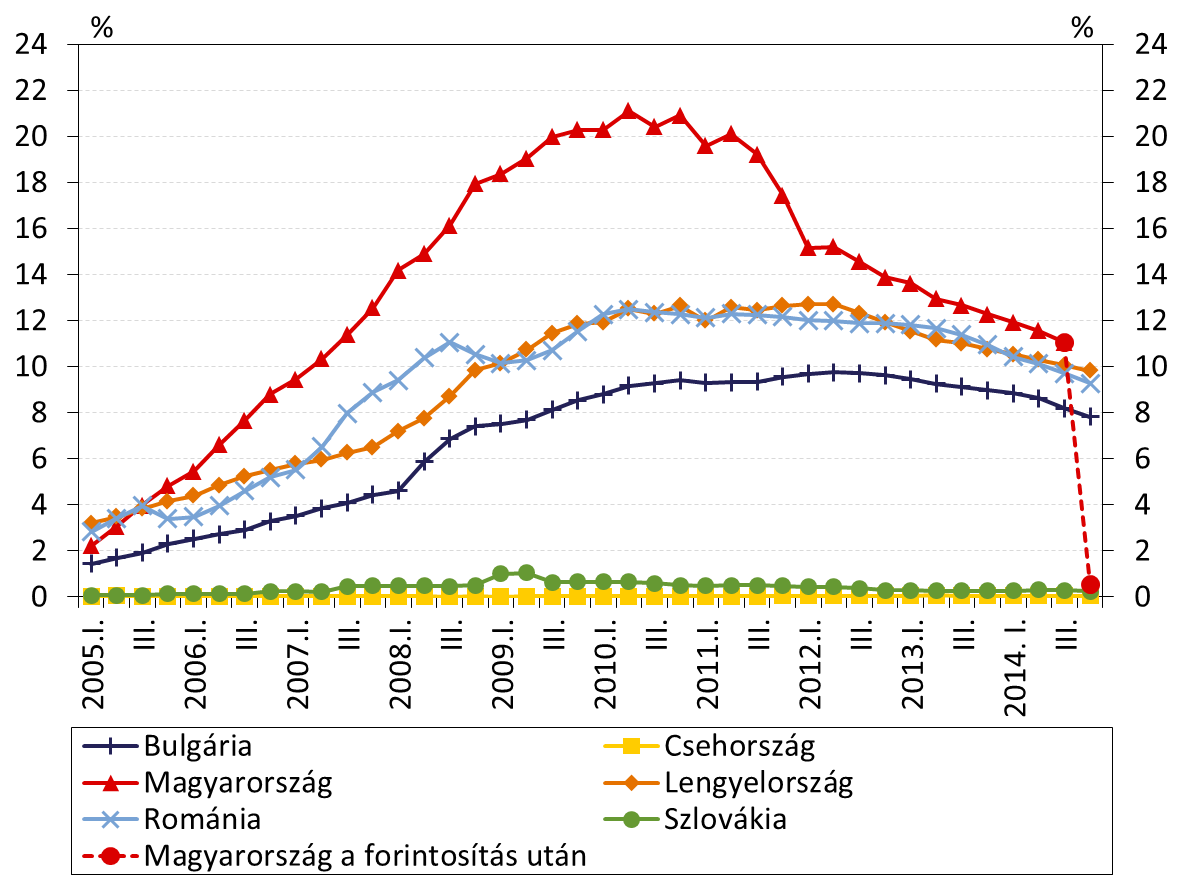 % %
24 24
22 22
20 20
18 18
16 16
14 14
12 12
10 10
8 8
6 6
4 4
2 2
0 0
2005.I. III. 2006.I. III. 2007.I. III. 2008.I. III. 2009.I. III. 2010.I. III. 2011.I. III. 2012.I. III. 2013.I. III. 2014. I. III.
Bulgária Csehország
Magyarország Lengyelország
Románia Szlovákia
Magyarország a forintosítás után